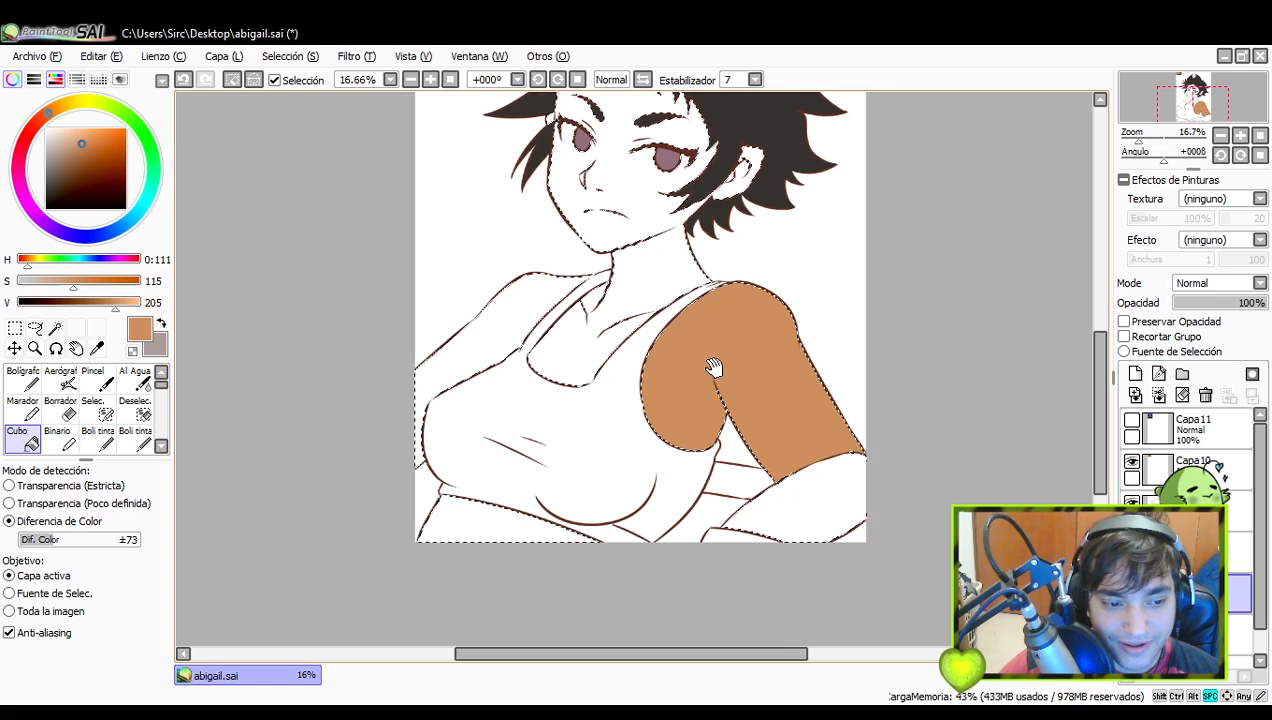 PaintTool SAI C:\Users\Sirc\Desktop\abigail.sai (*)
Archivo (F) Editar (E) Lienzo (C) Capa (L) Selección (S) Filtro (T) Vista (V) Ventana (W) Otros (O)
Selección 16.66% +000º Normal Estabilizador 7
Zoom 16.7%
Ángulo +000º
Efectos de Pinturas
Textura (ninguno)
Escalar 100% 20
Efecto (ninguno)
Anchura 1 100
Mode Normal
Opacidad 100%
Preservar Opacidad
Recortar Grupo
Fuente de Selección
Capa11
Normal
100%
Capa10
H 0:111
S 115
V 205
Bolígrafc Aerógraf Pincel Al Agua
Marador Borrador Selec. Deselec.
Cubo Binario Boli tinta Boli tinta
Modo de detección:
Transparencia (Estricta)
Transparencia (Poco definida)
Diferencia de Color
Dif. Color ±73
Objetivo:
Capa activa
Fuente de Selec.
Toda la imagen
Anti-aliasing
abigail.sai 16%
CargaMemoria: 43% (433MB usados / 978MB reservados) Shift Ctrl Alt SPC Any